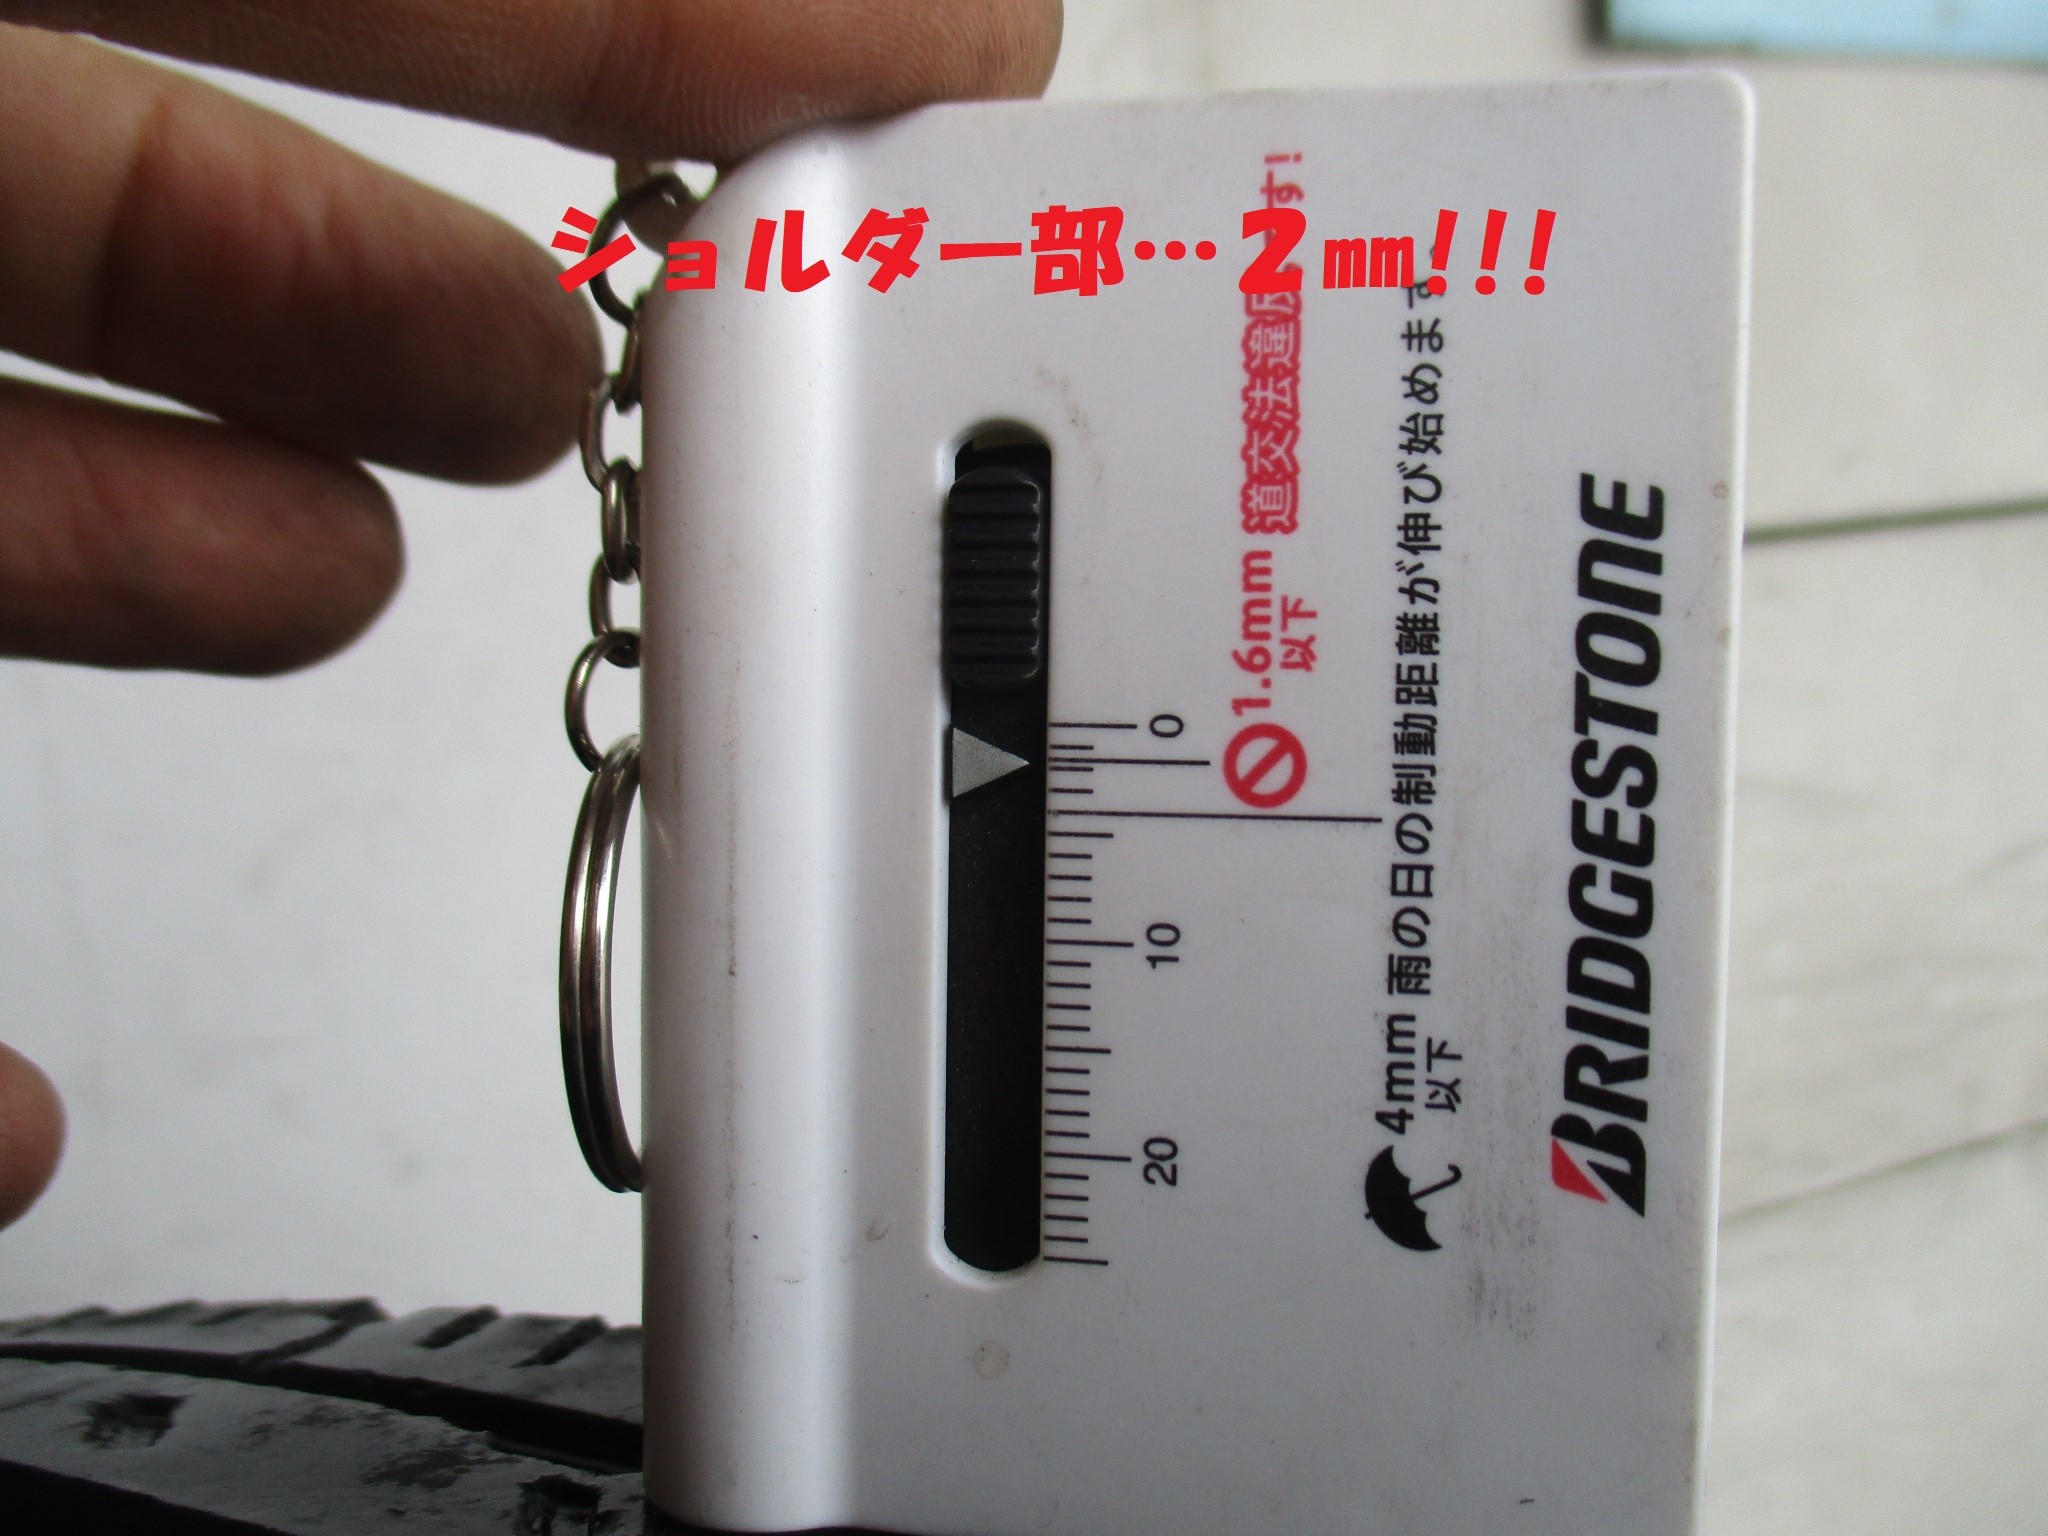 ショルダー部…２㎜!!!
0
10
20
1.6mm
以下
道交法違反
す!
4mm
以下
雨の日の制動距離が伸び始めます。
BRIDGESTONE